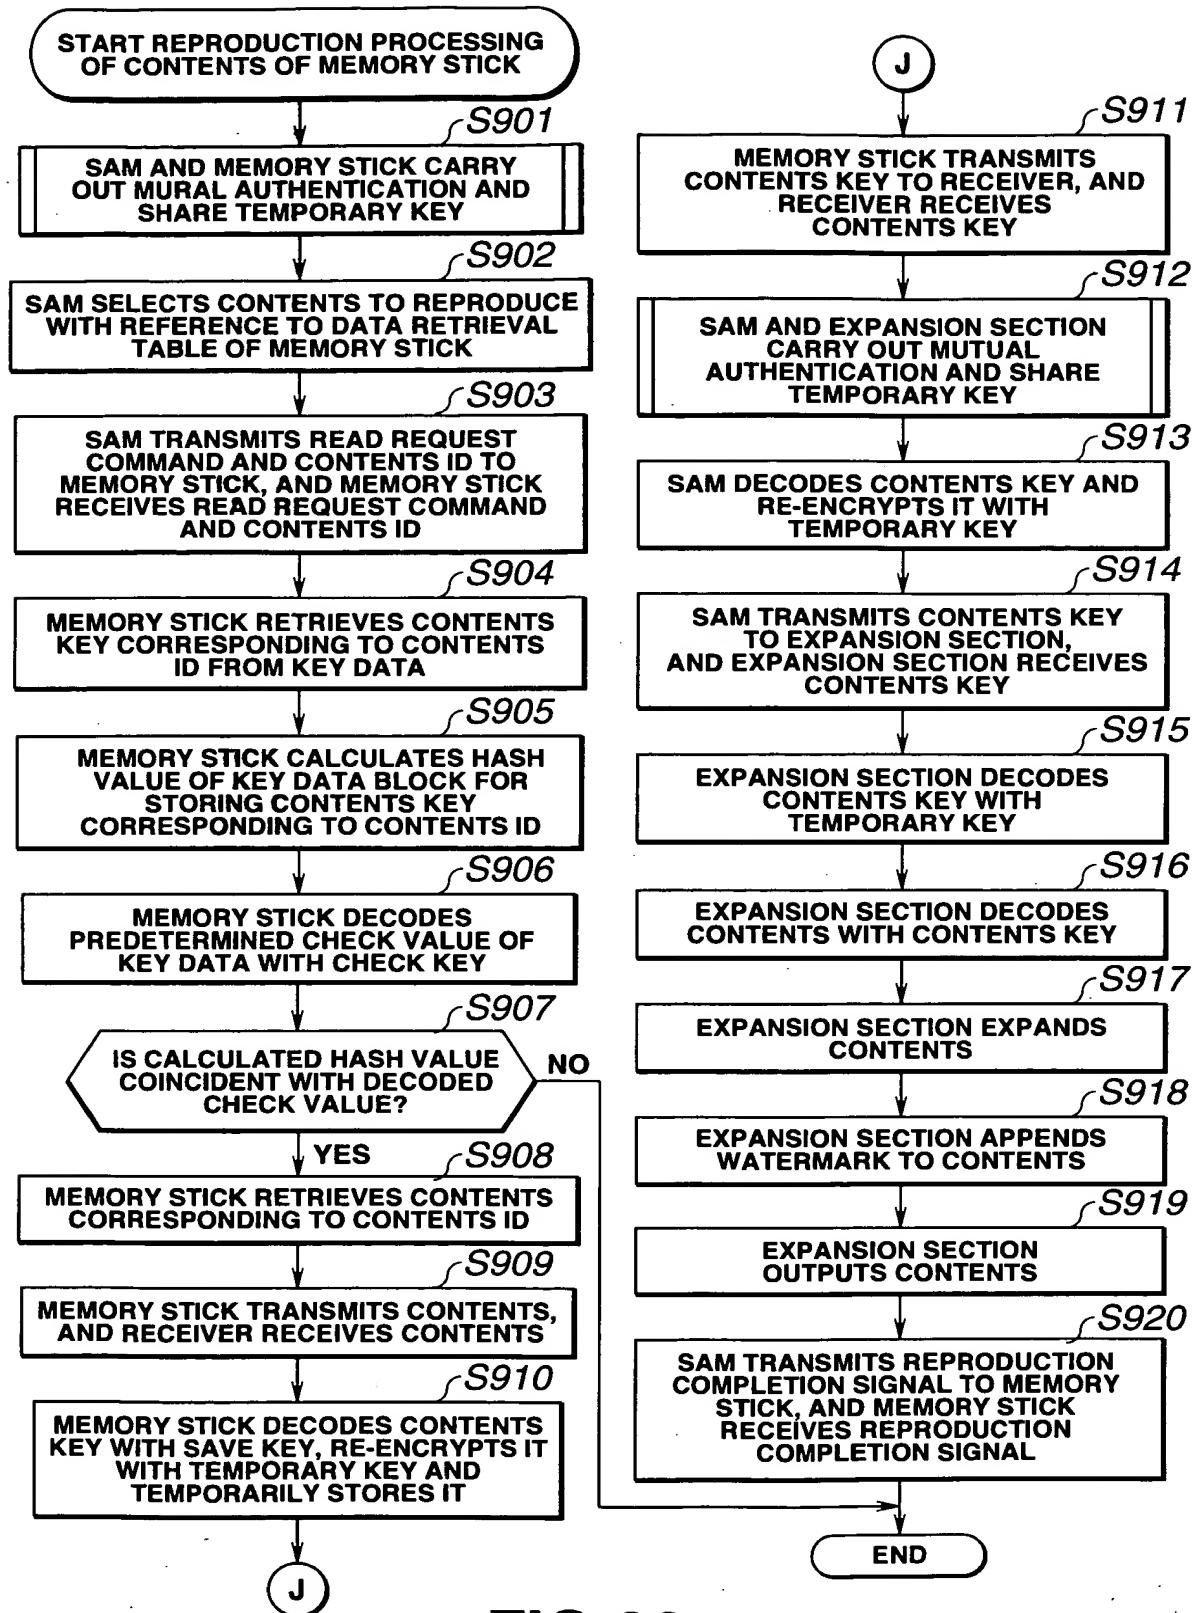 START REPRODUCTION PROCESSING
OF CONTENTS OF MEMORY STICK
S901
SAM AND MEMORY STICK CARRY
OUT MURAL AUTHENTICATION AND
SHARE TEMPORARY KEY
S902
SAM SELECTS CONTENTS TO REPRODUCE
WITH REFERENCE TO DATA RETRIEVAL
TABLE OF MEMORY STICK
S903
SAM TRANSMITS READ REQUEST
COMMAND AND CONTENTS ID TO
MEMORY STICK, AND MEMORY STICK
RECEIVES READ REQUEST COMMAND
AND CONTENTS ID
S904
MEMORY STICK RETRIEVES CONTENTS
KEY CORRESPONDING TO CONTENTS
ID FROM KEY DATA
S905
MEMORY STICK CALCULATES HASH
VALUE OF KEY DATA BLOCK FOR
STORING CONTENTS KEY
CORRESPONDING TO CONTENTS ID
S906
MEMORY STICK DECODES
PREDETERMINED CHECK VALUE OF
KEY DATA WITH CHECK KEY
S907
IS CALCULATED HASH VALUE
COINCIDENT WITH DECODED
CHECK VALUE?
NO
YES
S908
MEMORY STICK RETRIEVES CONTENTS
CORRESPONDING TO CONTENTS ID
S909
MEMORY STICK TRANSMITS CONTENTS,
AND RECEIVER RECEIVES CONTENTS
S910
MEMORY STICK DECODES CONTENTS
KEY WITH SAVE KEY, RE-ENCRYPTS IT
WITH TEMPORARY KEY AND
TEMPORARILY STORES IT
J
J
S911
MEMORY STICK TRANSMITS
CONTENTS KEY TO RECEIVER, AND
RECEIVER RECEIVES
CONTENTS KEY
S912
SAM AND EXPANSION SECTION
CARRY OUT MUTUAL
AUTHENTICATION AND SHARE
TEMPORARY KEY
S913
SAM DECODES CONTENTS KEY AND
RE-ENCRYPTS IT WITH
TEMPORARY KEY
S914
SAM TRANSMITS CONTENTS KEY
TO EXPANSION SECTION,
AND EXPANSION SECTION RECEIVES
CONTENTS KEY
S915
EXPANSION SECTION DECODES
CONTENTS KEY WITH
TEMPORARY KEY
S916
EXPANSION SECTION DECODES
CONTENTS WITH CONTENTS KEY
S917
EXPANSION SECTION EXPANDS
CONTENTS
S918
EXPANSION SECTION APPENDS
WATERMARK TO CONTENTS
S919
EXPANSION SECTION
OUTPUTS CONTENTS
S920
SAM TRANSMITS REPRODUCTION
COMPLETION SIGNAL TO MEMORY
STICK, AND MEMORY STICK
RECEIVES REPRODUCTION
COMPLETION SIGNAL
END